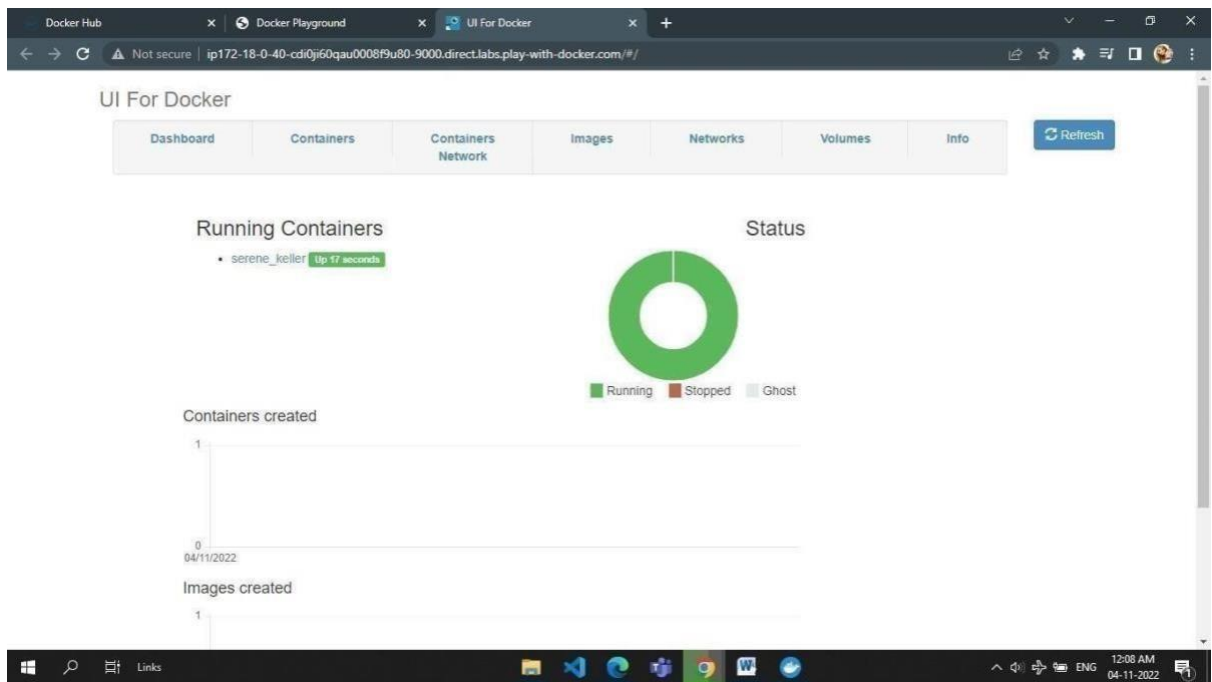 Docker Hub
Docker Playground
UI For Docker
Not secure
ip172-18-0-40-cdi0ji60qau0008f9u80-9000.direct.labs.play-with-docker.com/#/
UI For Docker
Dashboard
Containers
Containers
Network
Images
Networks
Volumes
Info
Refresh
Running Containers
serene_keller Up 17 seconds
Status
Running
Stopped
Ghost
Containers created
1
0
04/11/2022
Images created
1
Links
ENG
12:08 AM
04-11-2022
1